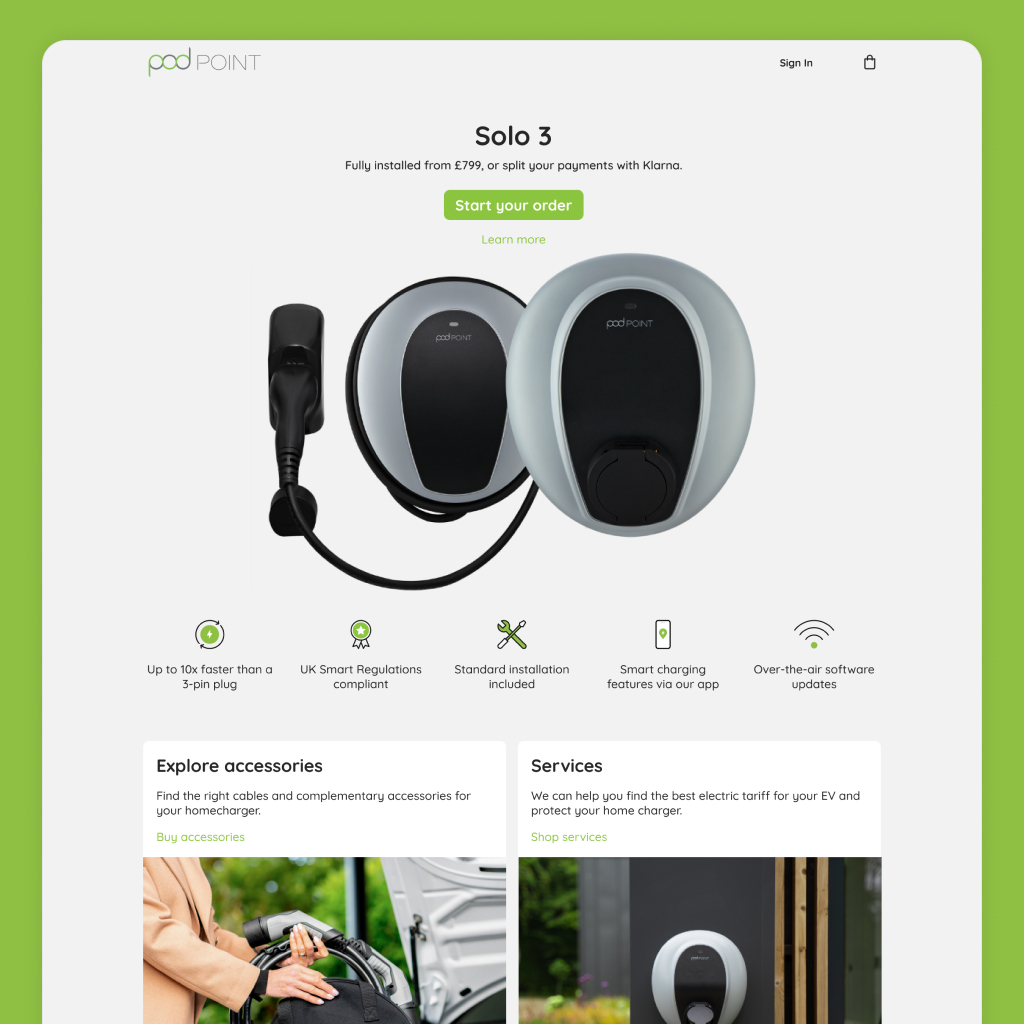 pod POINT
Sign In
Solo 3
Fully installed from £799, or split your payments with Klarna.
Start your order
Learn more
pod POINT
pod POINT
Up to 10x faster than a
3-pin plug
UK Smart Regulations
compliant
Standard installation
included
Smart charging
features via our app
Over-the-air software
updates
Explore accessories
Find the right cables and complementary accessories for
your homecharger.
Buy accessories
Services
We can help you find the best electric tariff for your EV and
protect your home charger.
Shop services